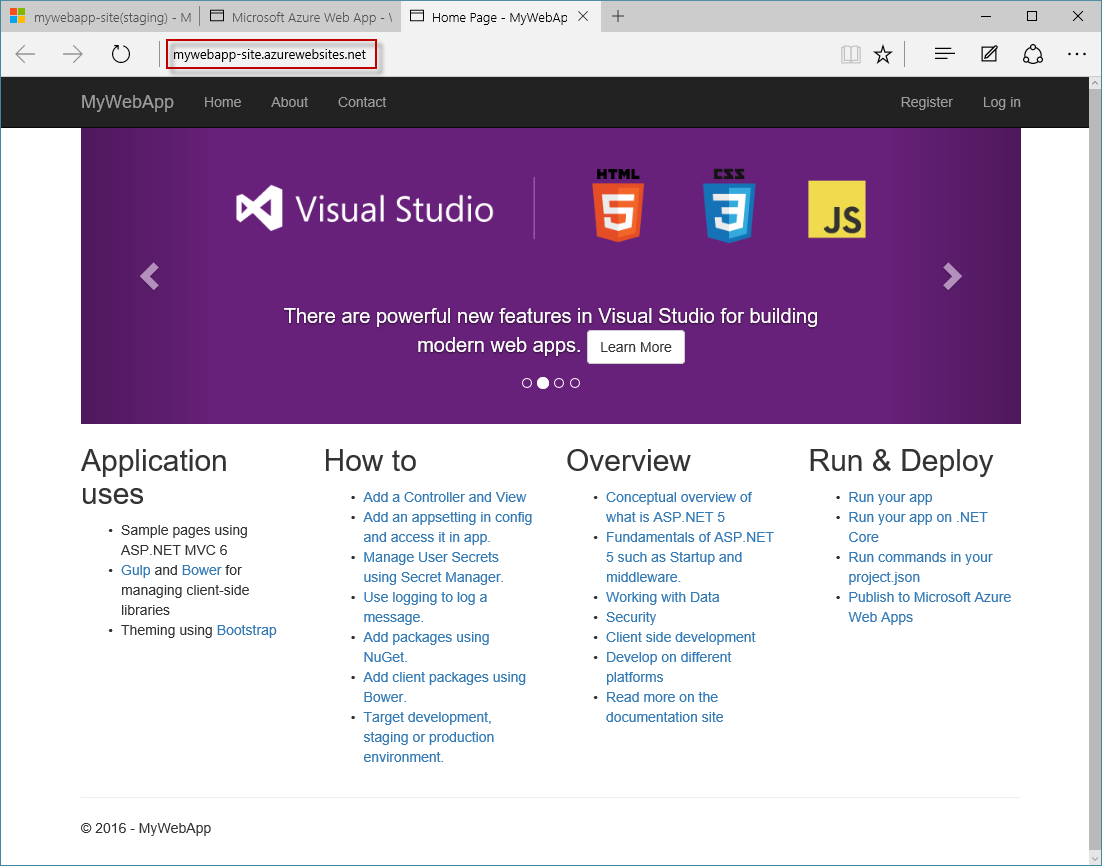 mywebapp-site(staging) - M
Microsoft Azure Web App - 
Home Page - MyWebAp
mywebapp-site.azurewebsites.net
MyWebApp
Home
About
Contact
Register
Log in
Visual Studio
HTML
5
CSS
3
JS
There are powerful new features in Visual Studio for building
modern web apps.
Learn More
Application
uses
• Sample pages using
ASP.NET MVC 6
• Gulp and Bower for
managing client-side
libraries
• Theming using Bootstrap
How to
• Add a Controller and View
• Add an appsetting in config
and access it in app.
• Manage User Secrets
using Secret Manager.
• Use logging to log a
message.
• Add packages using
NuGet.
• Add client packages using
Bower.
• Target development,
staging or production
environment.
Overview
• Conceptual overview of
what is ASP.NET 5
• Fundamentals of ASP.NET
5 such as Startup and
middleware.
• Working with Data
• Security
• Client side development
• Develop on different
platforms
• Read more on the
documentation site
Run & Deploy
• Run your app
• Run your app on .NET
Core
• Run commands in your
project.json
• Publish to Microsoft Azure
Web Apps
© 2016 - MyWebApp